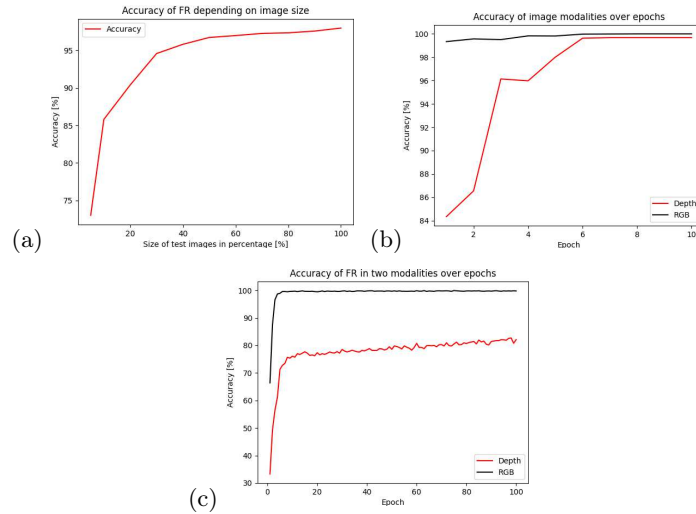 Accuracy of FR depending on image size
Accuracy
95
90
85
80
75
Accuracy [%]
20
40
60
80
100
Size of test images in percentage [%]
(a)
Accuracy of image modalities over epochs
100
98
96
94
92
90
88
86
84
Accuracy [%]
Depth
RGB
2
4
6
8
10
Epoch
(b)
Accuracy of FR in two modalities over epochs
100
90
80
70
60
50
40
30
Accuracy [%]
Depth
RGB
0
20
40
60
80
100
Epoch
(c)